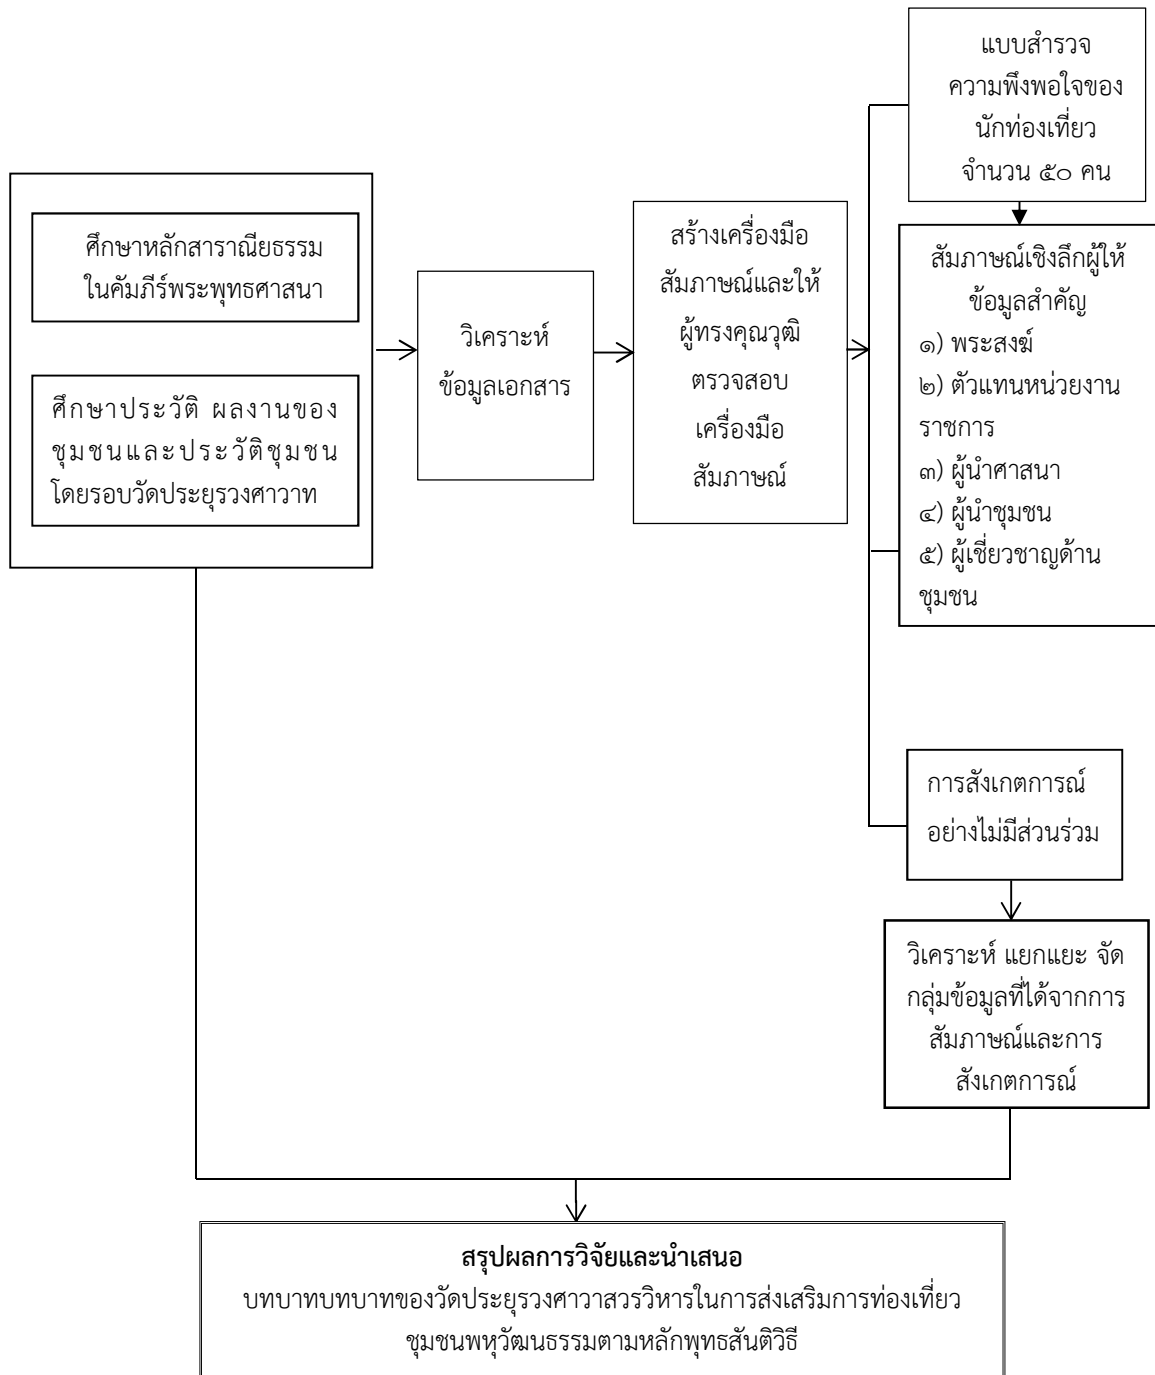 ศึกษาหลักสาราณียธรรม
ในคัมภีร์พระพุทธศาสนา
ศึกษาประวัติ ผลงานของ
ชุมชนและประวัติชุมชน
โดยรอบวัดประยุรวงศาวาท
วิเคราะห์
ข้อมูลเอกสาร
สร้างเครื่องมือ
สัมภาษณ์และให้
ผู้ทรงคุณวุฒิ
ตรวจสอบ
เครื่องมือ
สัมภาษณ์
แบบสำรวจ
ความพึงพอใจของ
นักท่องเที่ยว
จำนวน ๕๐ คน
สัมภาษณ์เชิงลึกผู้ให้
ข้อมูลสำคัญ
๑) พระสงฆ์
๒) ตัวแทนหน่วยงาน
ราชการ
๓) ผู้นำศาสนา
๔) ผู้นำชุมชน
๕) ผู้เชี่ยวชาญด้าน
ชุมชน
การสังเกตการณ์
อย่างไม่มีส่วนร่วม
วิเคราะห์ แยกแยะ จัด
กลุ่มข้อมูลที่ได้จากการ
สัมภาษณ์และการ
สังเกตการณ์
สรุปผลการวิจัยและนำเสนอ
บทบาทบทบาทของวัดประยุรวงศาวาสวรวิหารในการส่งเสริมการท่องเที่ยว
ชุมชนพหุวัฒนธรรมตามหลักพุทธสันติวิธี